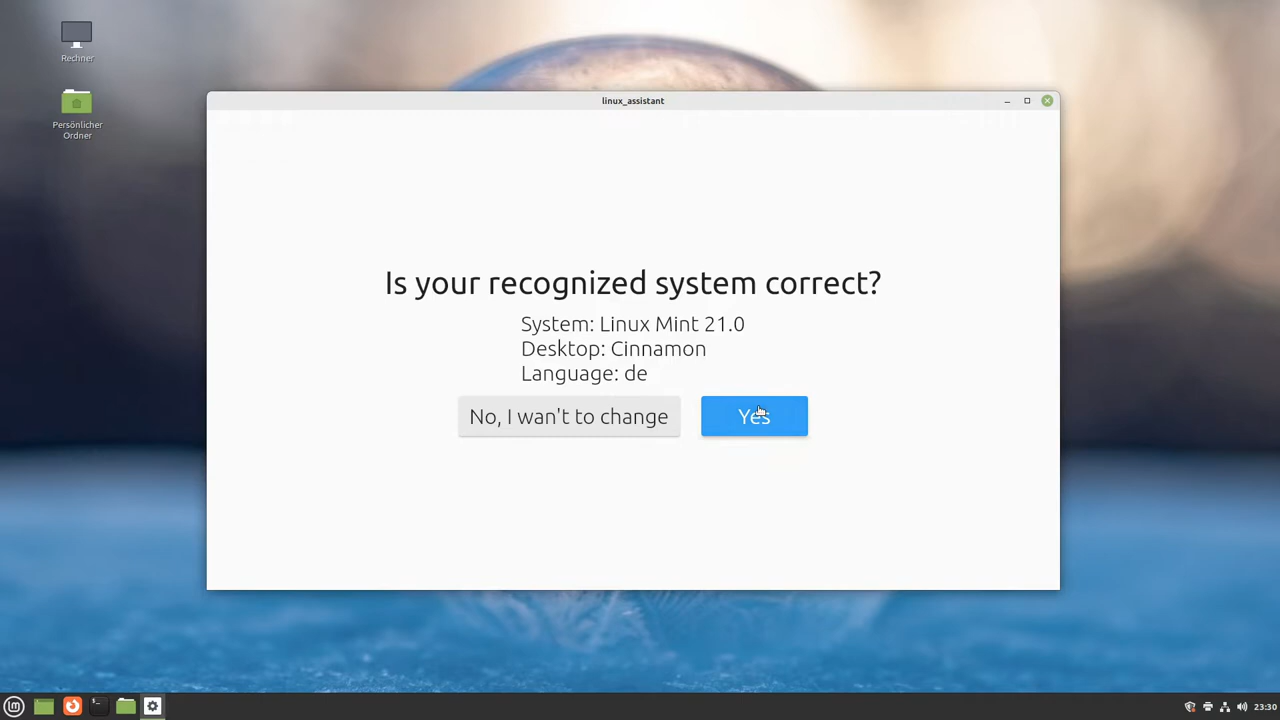 Rechner
Persönlicher
Ordner
linux_assistant
Is your recognized system correct?
System: Linux Mint 21.0
Desktop: Cinnamon
Language: de
No, I wan't to change
Yes
23:30